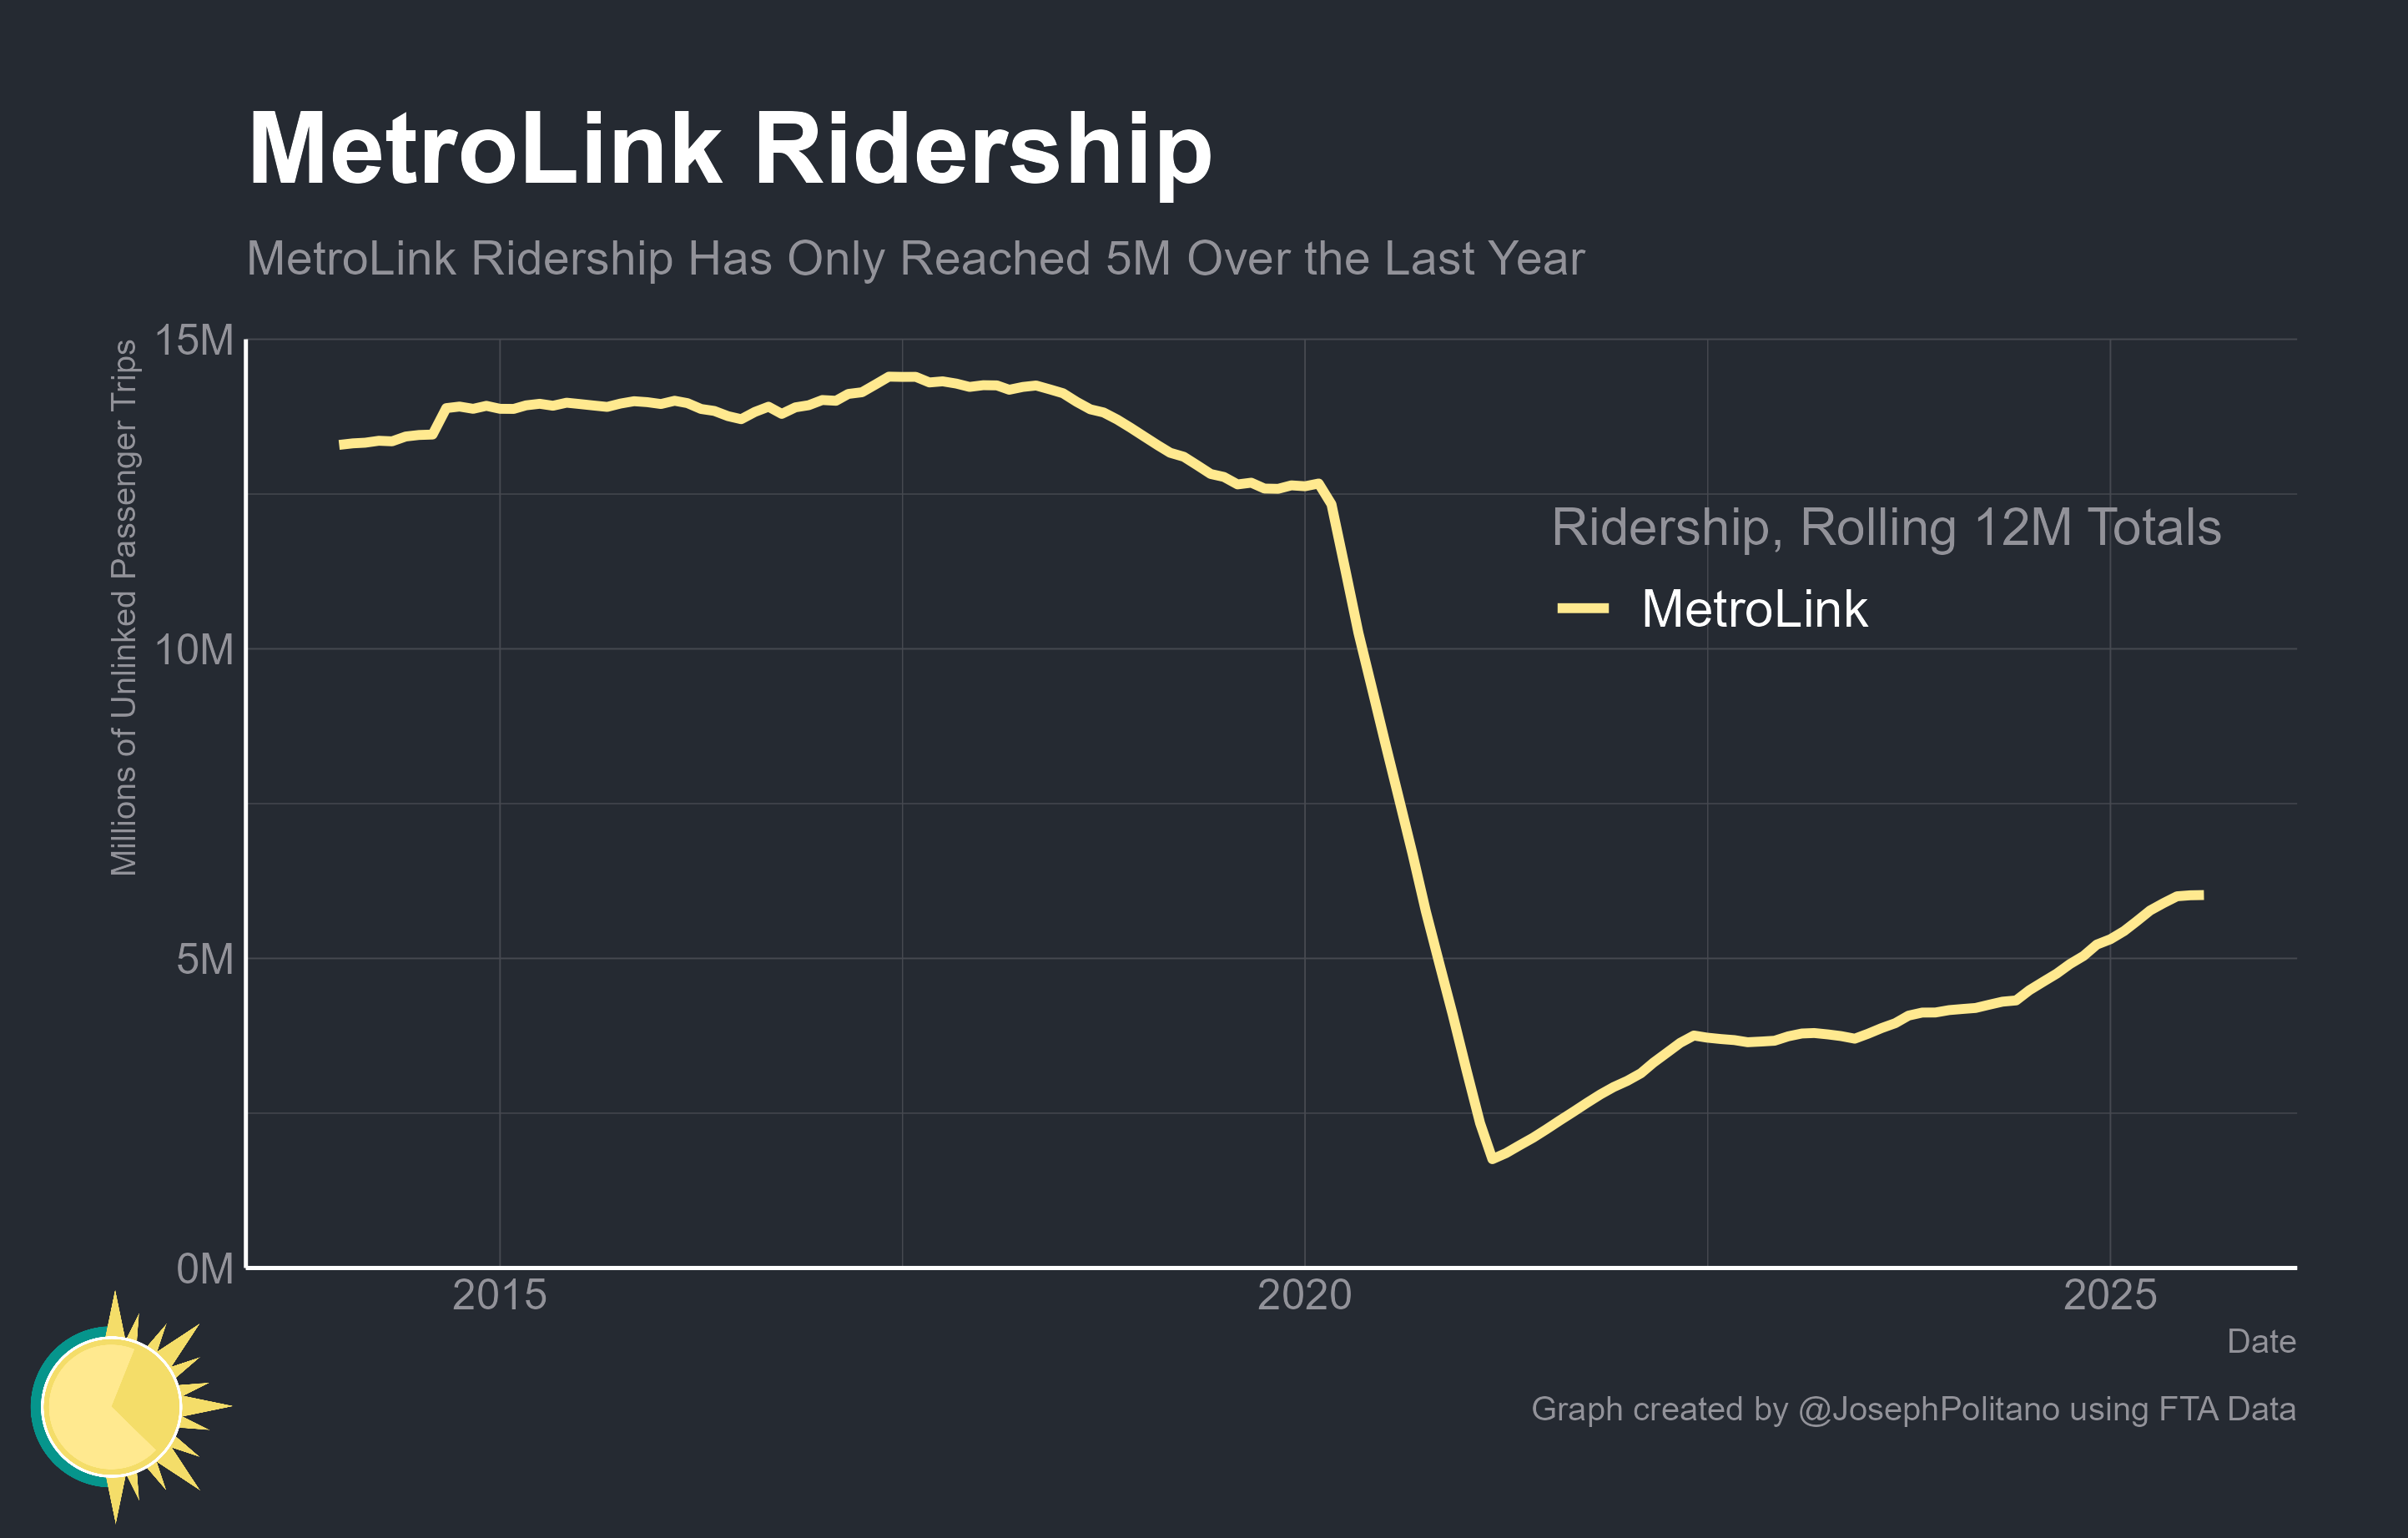 MetroLink Ridership
MetroLink Ridership Has Only Reached 5M Over the Last Year
Millions of Unlinked Passenger Trips
15M
10M
5M
0M
Ridership, Rolling 12M Totals
MetroLink
2015
2020
2025
Date
Graph created by @JosephPolitano using FTA Data